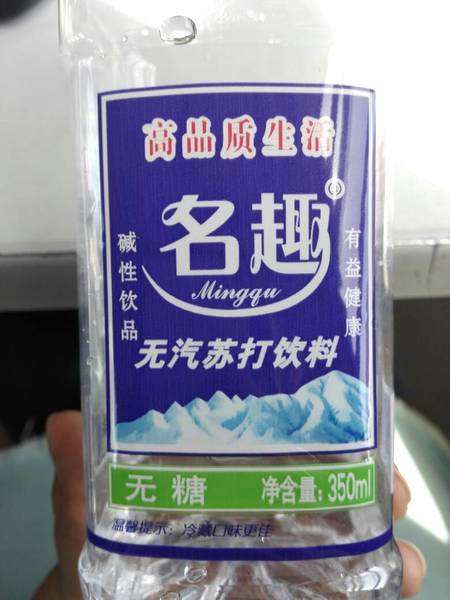 高品质生活
名趣
Mingqu
碱性饮品
有益健康
无汽苏打饮料
无糖 净含量:350ml
温馨提示: 冷藏口味更佳